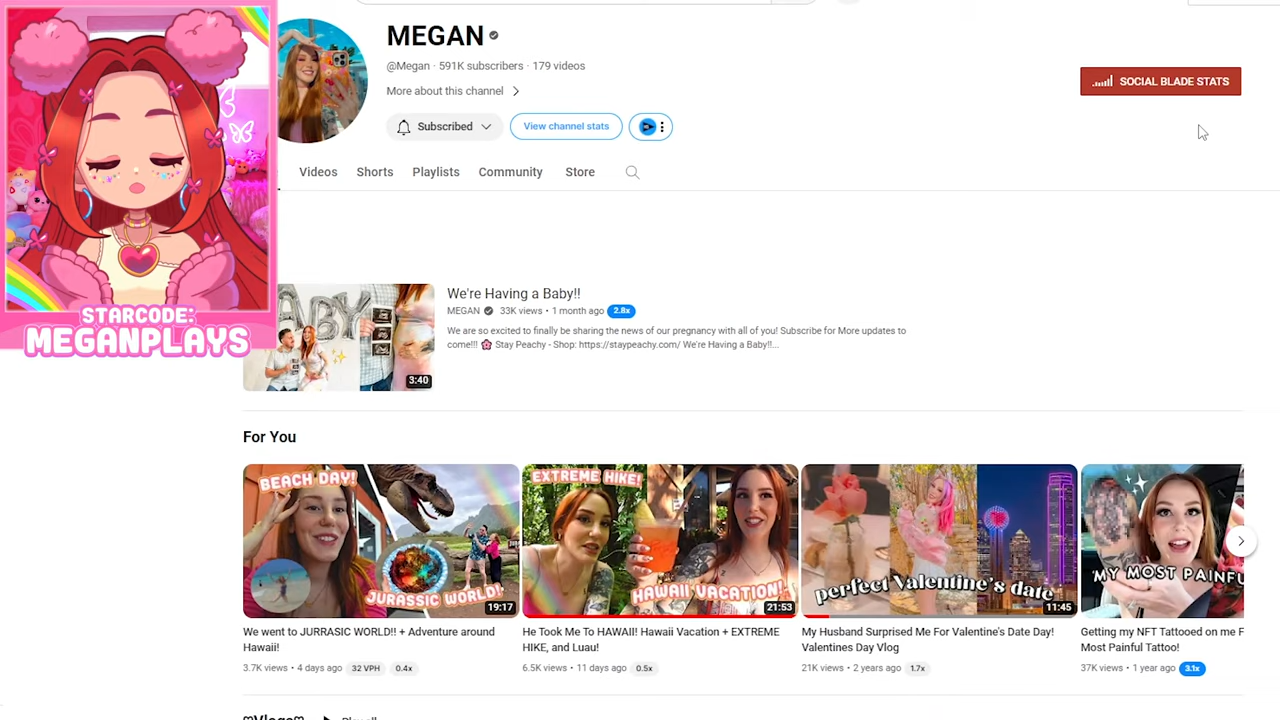 MEGAN
@Megan · 591K subscribers · 179 videos
More about this channel
SOCIAL BLADE STATS
Subscribed
View channel stats
Videos
Shorts
Playlists
Community
Store
STARCODE:
MEGANPLAYS
BABY
3:40
We're Having a Baby!!
MEGAN 33K views • 1 month ago 2.8x
We are so excited to finally be sharing the news of our pregnancy with all of you! Subscribe for More updates to
come!!! 🌸 Stay Peachy - Shop: https://staypeachy.com/ We're Having a Baby!!...
For You
BEACH DAY!
JURASSIC WORLD!
19:17
EXTREME HIKE!
HAWAII VACATION!
21:53
perfect Valentine's date
11:45
MY MOST PAINFU
We went to JURRASIC WORLD!! + Adventure around
Hawaii!
3.7K views • 4 days ago 32 VPH 0.4x
He Took Me To HAWAII! Hawaii Vacation + EXTREME
HIKE, and Luau!
6.5K views • 11 days ago 0.5x
My Husband Surprised Me For Valentine's Date Day!
Valentines Day Vlog
21K views • 2 years ago 1.7x
Getting my NFT Tattooed on me F
Most Painful Tattoo!
37K views • 1 year ago 3.1x